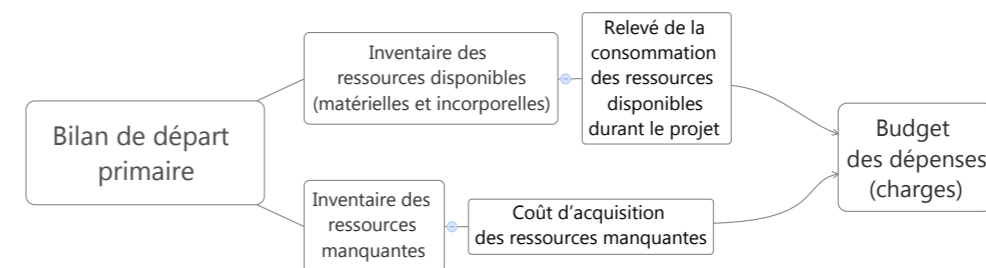 Bilan de départ
primaire
Inventaire des
ressources disponibles
(matérielles et incorporelles)
Relevé de la
consommation
des ressources
disponibles
durant le projet
Inventaire des
ressources
manquantes
Coût d’acquisition
des ressources manquantes
Budget
des dépenses
(charges)